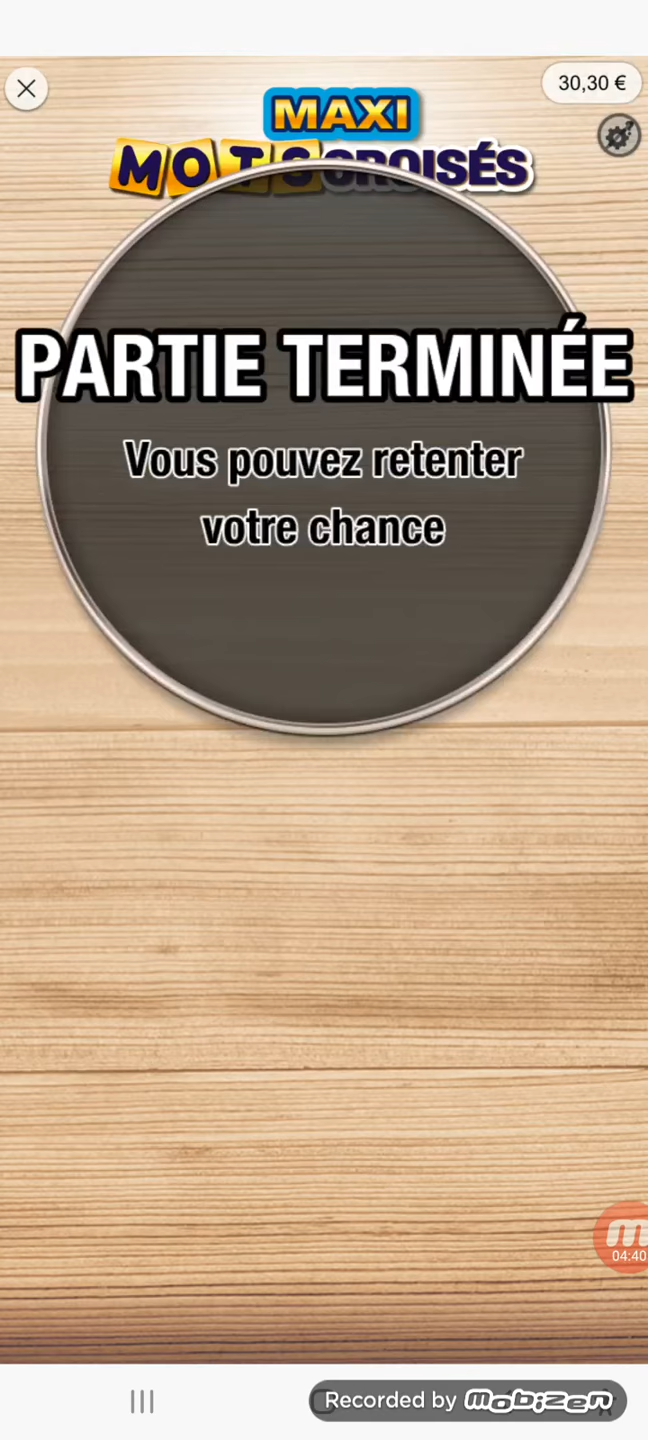 30,30 €
MAXI
MOTS CROISÉS
PARTIE TERMINÉE
Vous pouvez retenter
votre chance
04:40
Recorded by mobizen